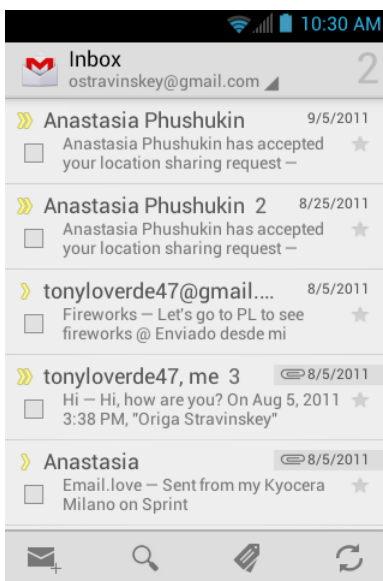 10:30 AM
Inbox
ostravinskey@gmail.com
2
Anastasia Phushukin 9/5/2011
Anastasia Phushukin has accepted
your location sharing request —
Anastasia Phushukin 2 8/25/2011
Anastasia Phushukin has accepted
your location sharing request —
tonyloverde47@gmail.... 8/5/2011
Fireworks — Let's go to PL to see
fireworks @ Enviado desde mi
tonyloverde47, me 3 8/5/2011
Hi — Hi, how are you? On Aug 5, 2011
3:38 PM, "Origa Stravinskey"
Anastasia 8/5/2011
Email.love — Sent from my Kyocera
Milano on Sprint